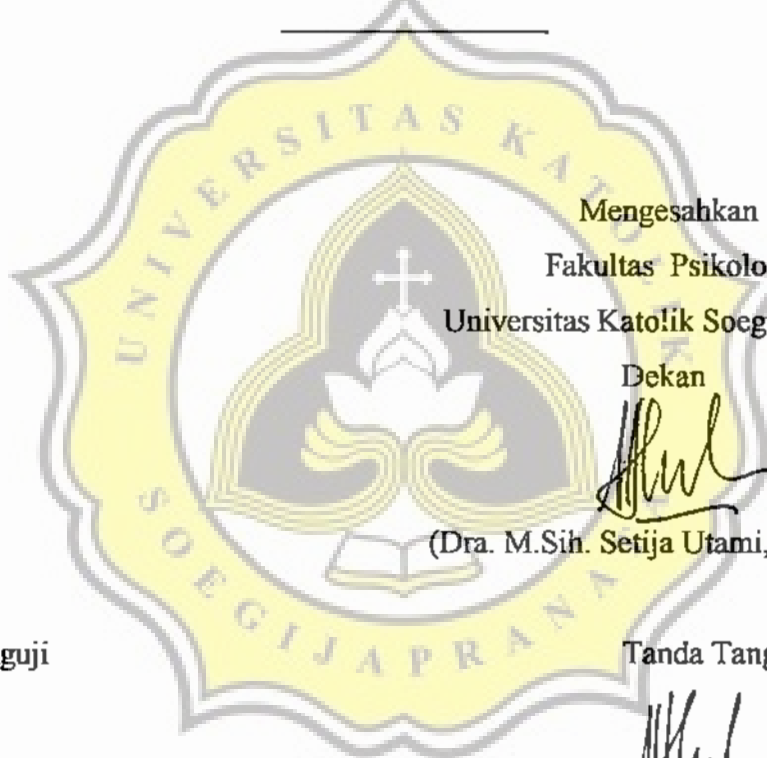 UNIVERSITAS KATOLIK
SOEGIJAPRANATA
Mengesahkan
Fakultas Psikolo
Universitas Katolik Soeg
Dekan
(Dra. M.Sih. Setija Utami,
guji
Tanda Tang